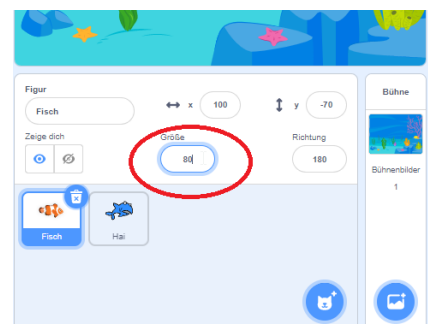 Figur
Bühne
Fisch
x 100
y -70
Zeige dich
Größe
Richtung
80
180
Bühnenbilder
1
Fisch
Hai